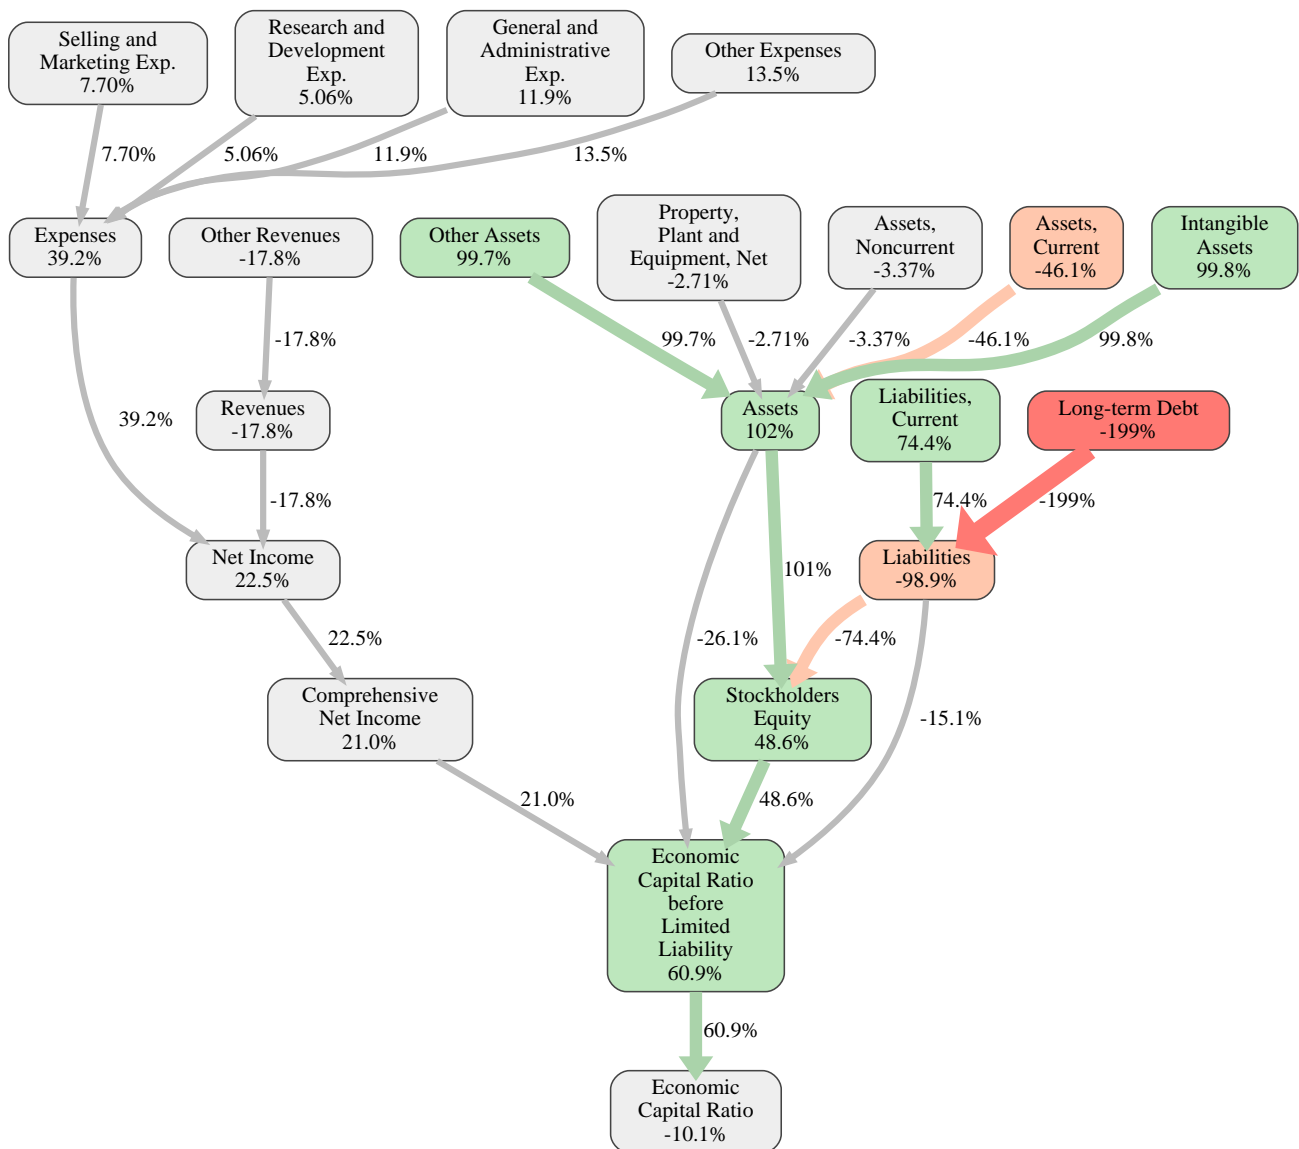 Selling and
Marketing Exp.
7.70%
Research and
Development
Exp.
5.06%
General and
Administrative
Exp.
11.9%
Other Expenses
13.5%
7.70%
5.06%
11.9%
13.5%
Expenses
39.2%
Other Revenues
-17.8%
Other Assets
99.7%
Property,
Plant and
Equipment, Net
-2.71%
Assets,
Noncurrent
-3.37%
Assets,
Current
-46.1%
Intangible
Assets
99.8%
-17.8%
99.7%
-2.71%
-3.37%
-46.1%
99.8%
39.2%
Revenues
-17.8%
Assets
102%
Liabilities,
Current
74.4%
Long-term Debt
-199%
-17.8%
74.4%
-199%
Net Income
22.5%
101%
Liabilities
-98.9%
22.5%
-26.1%
-74.4%
Comprehensive
Net Income
21.0%
Stockholders
Equity
48.6%
-15.1%
21.0%
48.6%
Economic
Capital Ratio
before
Limited
Liability
60.9%
60.9%
Economic
Capital Ratio
-10.1%